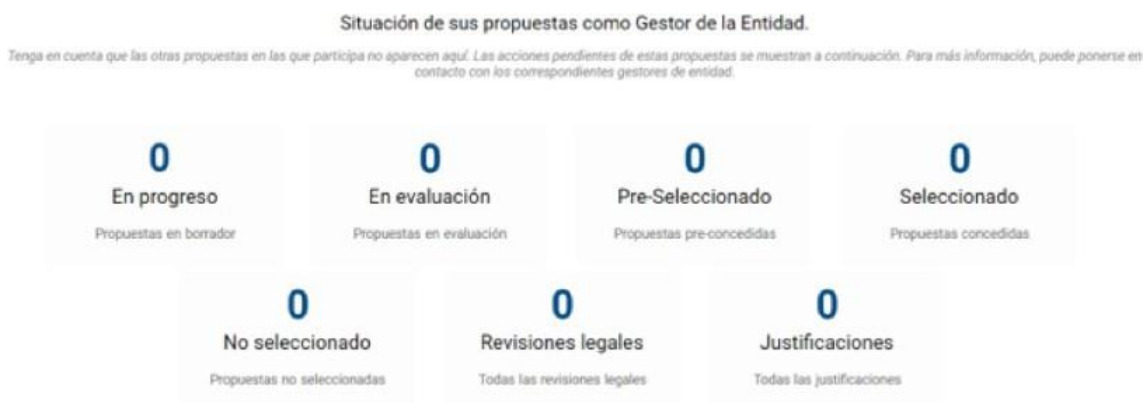 Situación de sus propuestas como Gestor de la Entidad.
Tenga en cuenta que las otras propuestas en las que participa no aparecen aquí. Las acciones pendientes de estas propuestas se muestran a continuación. Para más información, puede ponerse en
contacto con los correspondientes gestores de entidad.
0
En progreso
Propuestas en borrador
0
En evaluación
Propuestas en evaluación
0
Pre-Seleccionado
Propuestas pre-concedidas
0
Seleccionado
Propuestas concedidas
0
No seleccionado
Propuestas no seleccionadas
0
Revisiones legales
Todas las revisiones legales
0
Justificaciones
Todas las justificaciones